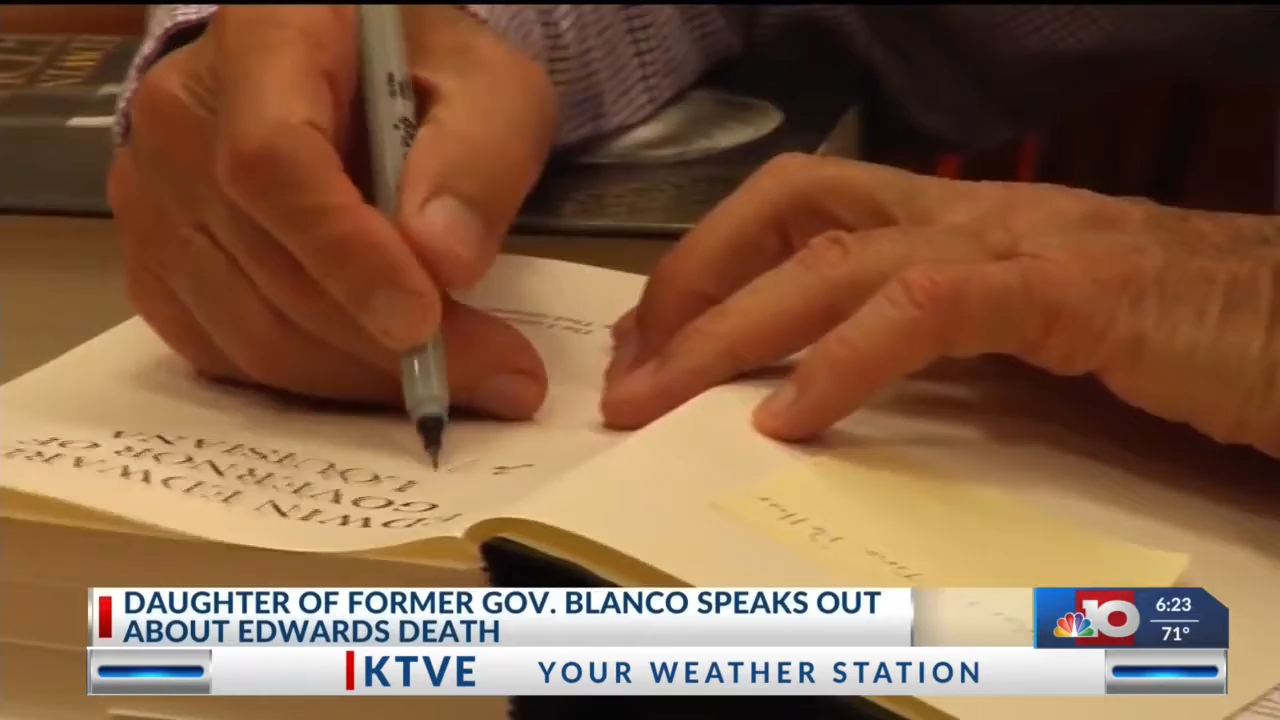 EDWIN EDWARDS
GOVERNOR OF
LOUISIANA
DAUGHTER OF FORMER GOV. BLANCO SPEAKS OUT
ABOUT EDWARDS DEATH
10
6:23
71°
KTVE YOUR WEATHER STATION